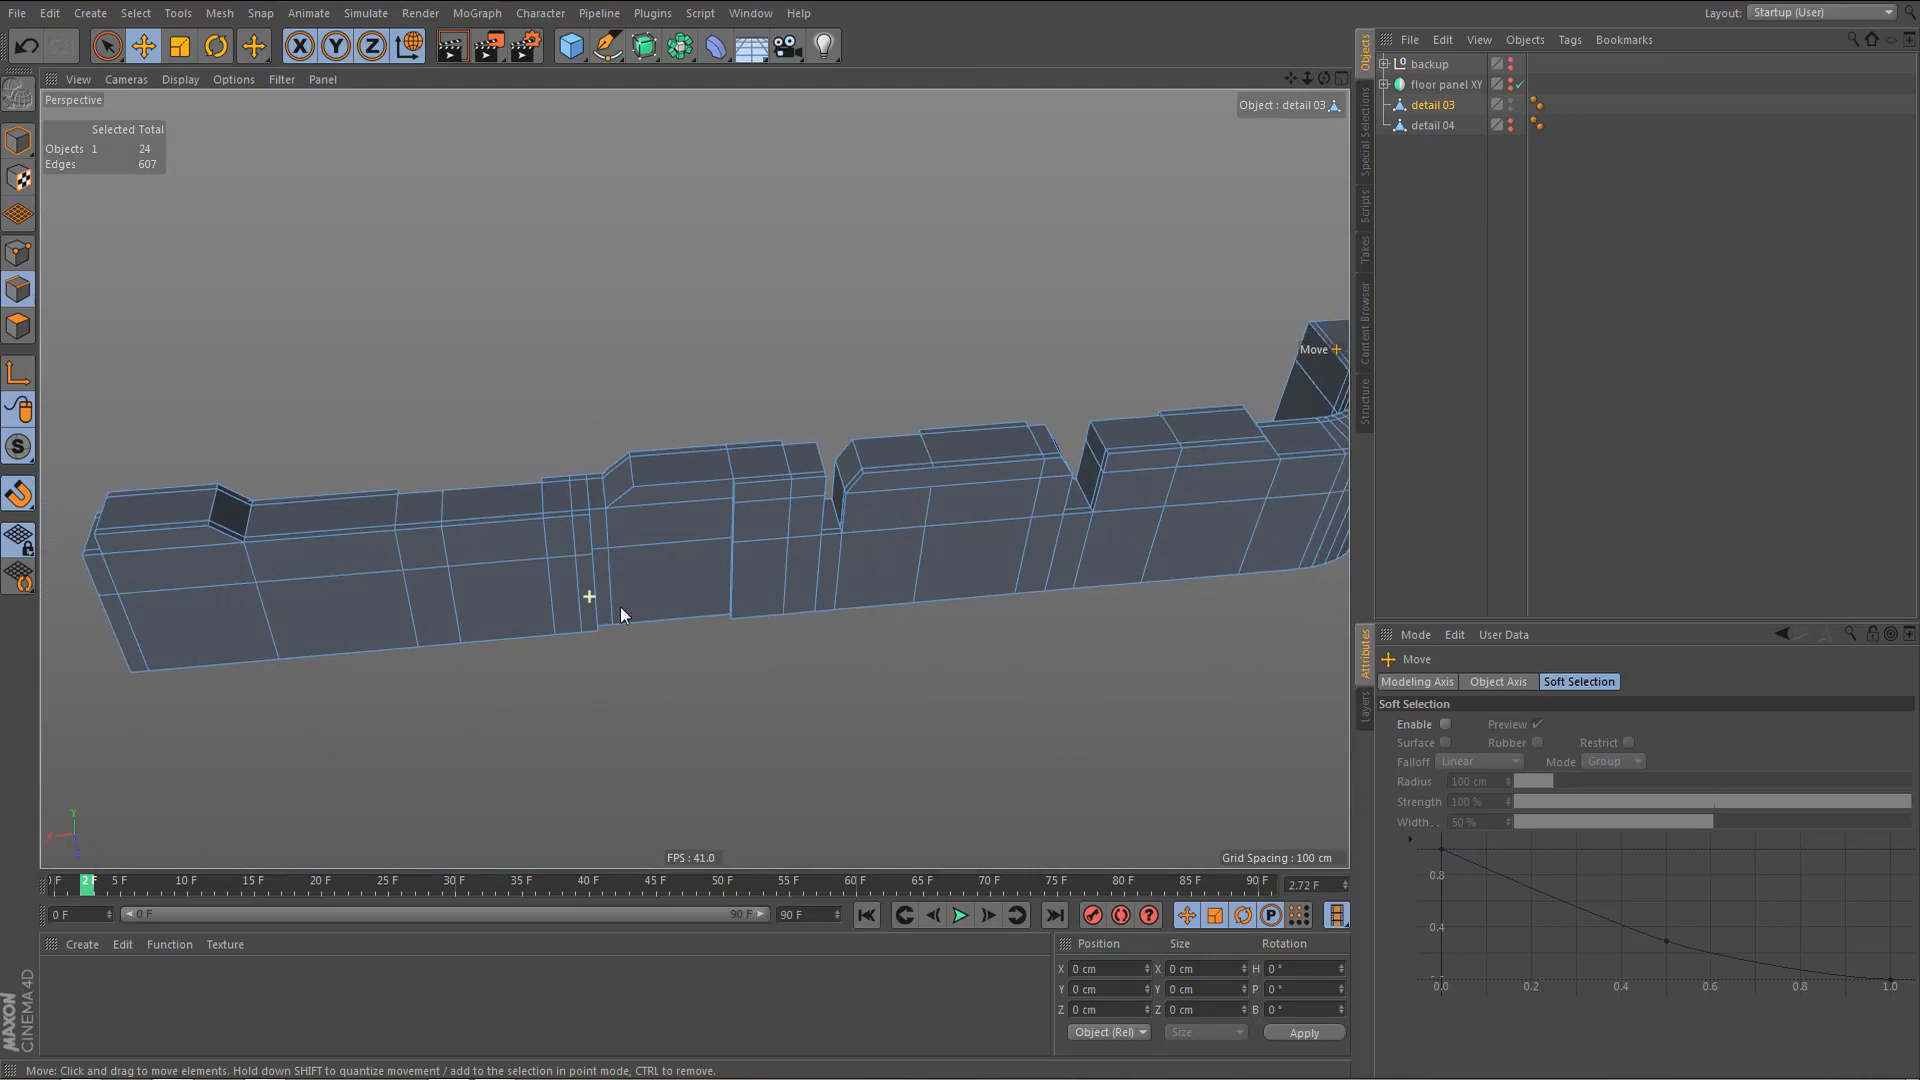 File Edit Create Select Tools Mesh Snap Animate Simulate Render MoGraph Character Pipeline Plugins Script Window Help
Layout: Startup (User)
X Y Z
View Cameras Display Options Filter Panel
Perspective
Object : detail 03
Selected Total
Objects 1 24
Edges 607
Move
FPS : 41.0
Grid Spacing : 100 cm
Y
X
Z
2 F 5 F 10 F 15 F 20 F 25 F 30 F 35 F 40 F 45 F 50 F 55 F 60 F 65 F 70 F 75 F 80 F 85 F 90 F 2.72 F
0 F 0 F 90 F 90 F
P
Create Edit Function Texture
Position Size Rotation
X 0 cm X 0 cm H 0 °
Y 0 cm Y 0 cm P 0 °
Z 0 cm Z 0 cm B 0 °
Object (Rel) Size Apply
MAXON
CINEMA 4D
Move: Click and drag to move elements. Hold down SHIFT to quantize movement / add to the selection in point mode, CTRL to remove.
Objects
Special Selections
Scripts
Takes
Content Browser
Structure
File Edit View Objects Tags Bookmarks
backup
floor panel XY
detail 03
detail 04
Attributes
Layers
Mode Edit User Data
Move
Modeling Axis Object Axis Soft Selection
Soft Selection
Enable Preview
Surface Rubber Restrict
Falloff Linear Mode Group
Radius 100 cm
Strength 100 %
Width . . 50 %
0.8
0.4
0.0 0.2 0.4 0.6 0.8 1.0